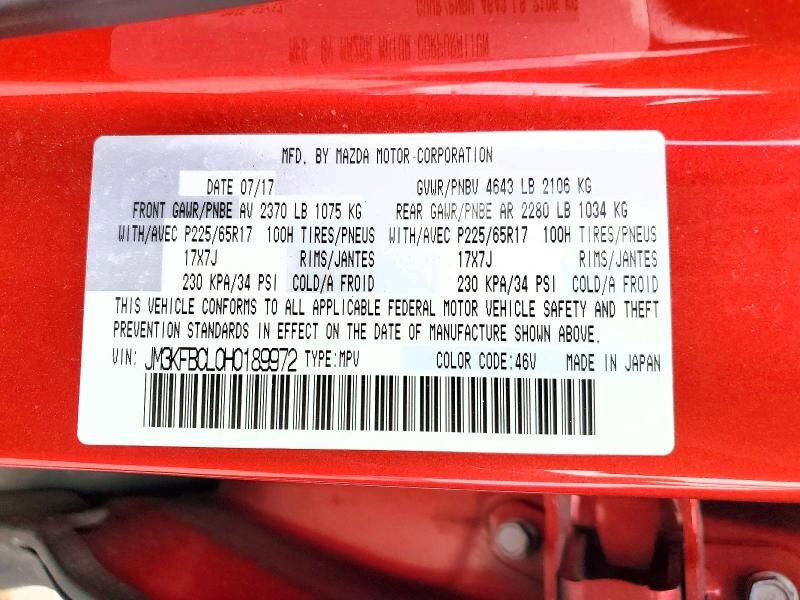 MFD. BY MAZDA MOTOR CORPORATION
DATE 07/17 GVWR/PNBV 4643 LB 2106 KG
FRONT GAWR/PNBE AV 2370 LB 1075 KG REAR GAWR/PNBE AR 2280 LB 1034 KG
WITH/AVEC P225/65R17 100H TIRES/PNEUS WITH/AVEC P225/65R17 100H TIRES/PNEUS
17X7J RIMS/JANTES 17X7J RIMS/JANTES
230 KPA/34 PSI COLD/A FROID 230 KPA/34 PSI COLD/A FROID
THIS VEHICLE CONFORMS TO ALL APPLICABLE FEDERAL MOTOR VEHICLE SAFETY AND THEFT
PREVENTION STANDARDS IN EFFECT ON THE DATE OF MANUFACTURE SHOWN ABOVE.
VIN: JM3KFBCL0H0189972 TYPE:MPV COLOR CODE:46V MADE IN JAPAN